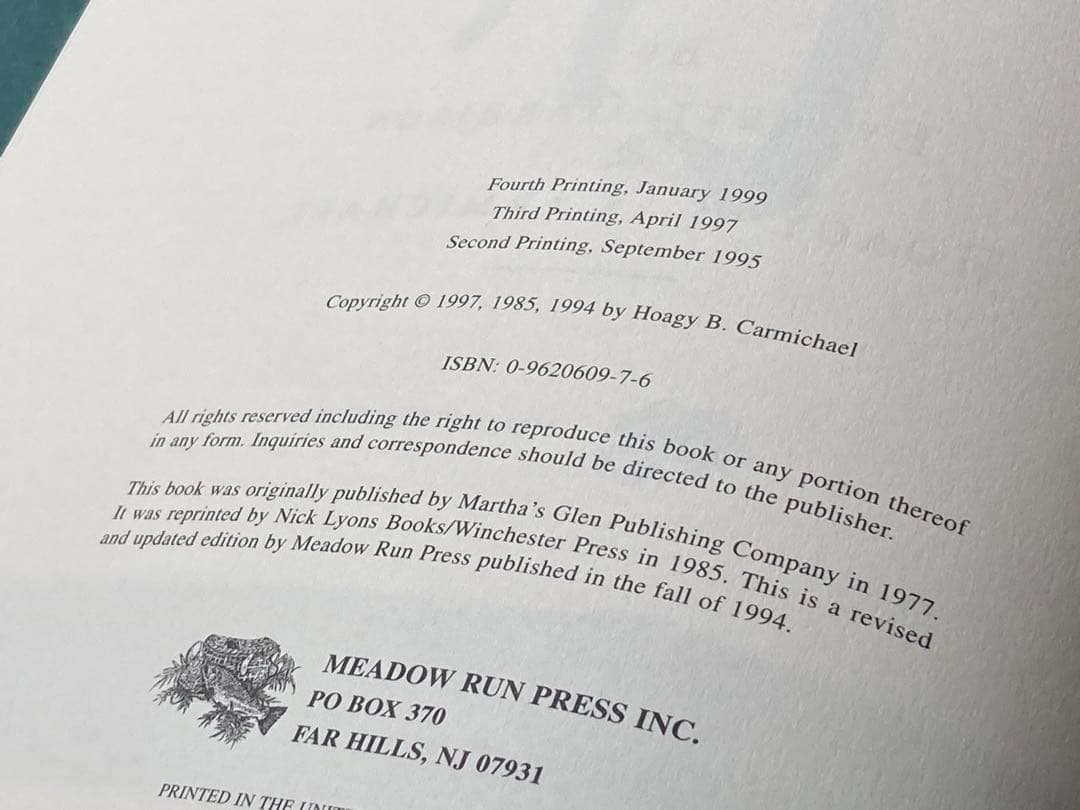 Fourth Printing, January 1999
Third Printing, April 1997
Second Printing, September 1995
Copyright © 1997, 1985, 1994 by Hoagy B. Carmichael
ISBN: 0-9620609-7-6
All rights reserved including the right to reproduce this book or any portion thereof
in any form. Inquiries and correspondence should be directed to the publisher.
This book was originally published by Martha's Glen Publishing Company in 1977.
It was reprinted by Nick Lyons Books/Winchester Press in 1985. This is a revised
and updated edition by Meadow Run Press published in the fall of 1994.
MEADOW RUN PRESS INC.
PO BOX 370
FAR HILLS, NJ 07931
PRINTED IN THE